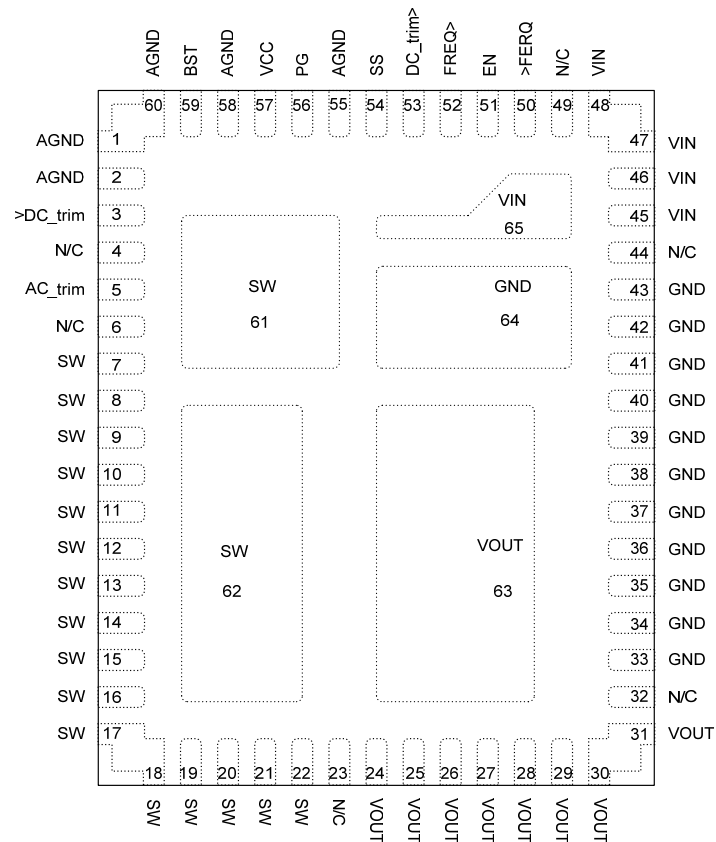 AGND
BST
AGND
VCC
PG
AGND
SS
DC_trim>
FREQ>
EN
>FERQ
N/C
VIN
60 59 58 57 56 55 54 53 52 51 50 49 48
AGND 1 47 VIN
AGND 2 46 VIN
>DC_trim 3 45 VIN
N/C 4 44 N/C
AC_trim 5 43 GND
N/C 6 42 GND
SW 7 41 GND
SW 8 40 GND
SW 9 39 GND
SW 10 38 GND
SW 11 37 GND
SW 12 36 GND
SW 13 35 GND
SW 14 34 GND
SW 15 33 GND
SW 16 32 N/C
SW 17 31 VOUT
VIN
65
SW
61
GND
64
SW
62
VOUT
63
18 19 20 21 22 23 24 25 26 27 28 29 30
SW
SW
SW
SW
SW
N/C
VOUT
VOUT
VOUT
VOUT
VOUT
VOUT
VOUT